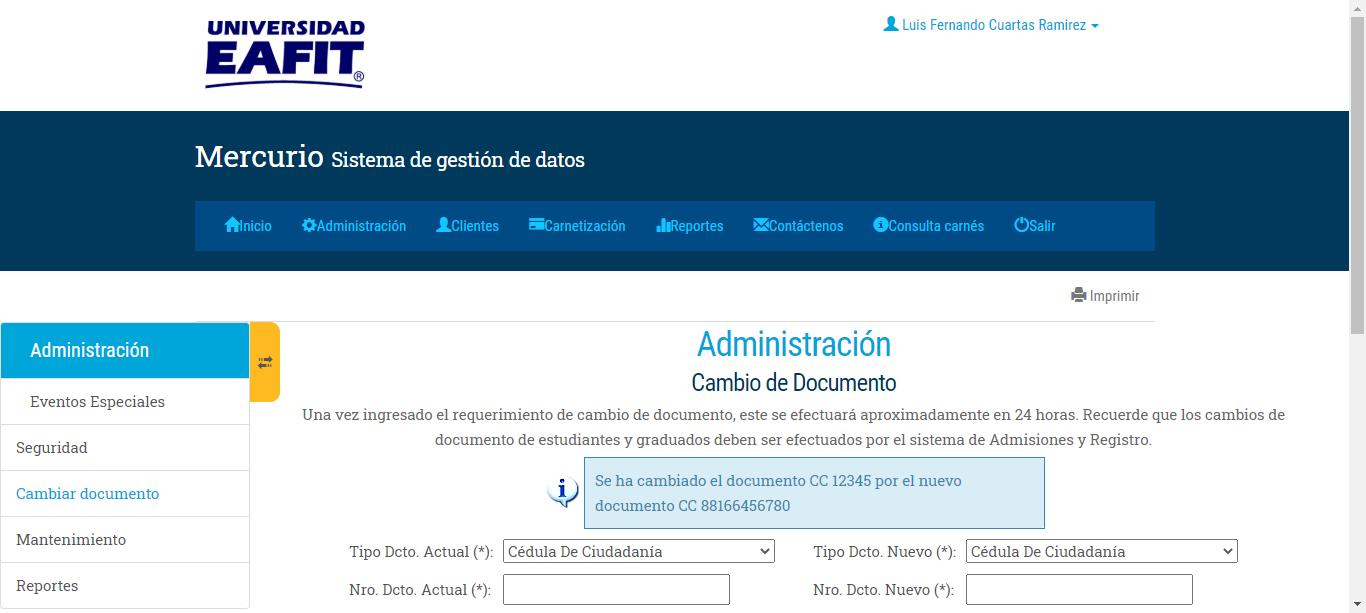 UNIVERSIDAD
EAFIT®
Luis Fernando Cuartas Ramirez
Mercurio Sistema de gestión de datos
Inicio Administración Clientes Carnetización Reportes Contáctenos Consulta carnés Salir
Imprimir
Administración
Eventos Especiales
Seguridad
Cambiar documento
Mantenimiento
Reportes
Administración
Cambio de Documento
Una vez ingresado el requerimiento de cambio de documento, este se efectuará aproximadamente en 24 horas. Recuerde que los cambios de
documento de estudiantes y graduados deben ser efectuados por el sistema de Admisiones y Registro.
Se ha cambiado el documento CC 12345 por el nuevo
documento CC 88166456780
Tipo Dcto. Actual (*): Cédula De Ciudadanía Tipo Dcto. Nuevo (*): Cédula De Ciudadanía
Nro. Dcto. Actual (*): Nro. Dcto. Nuevo (*):